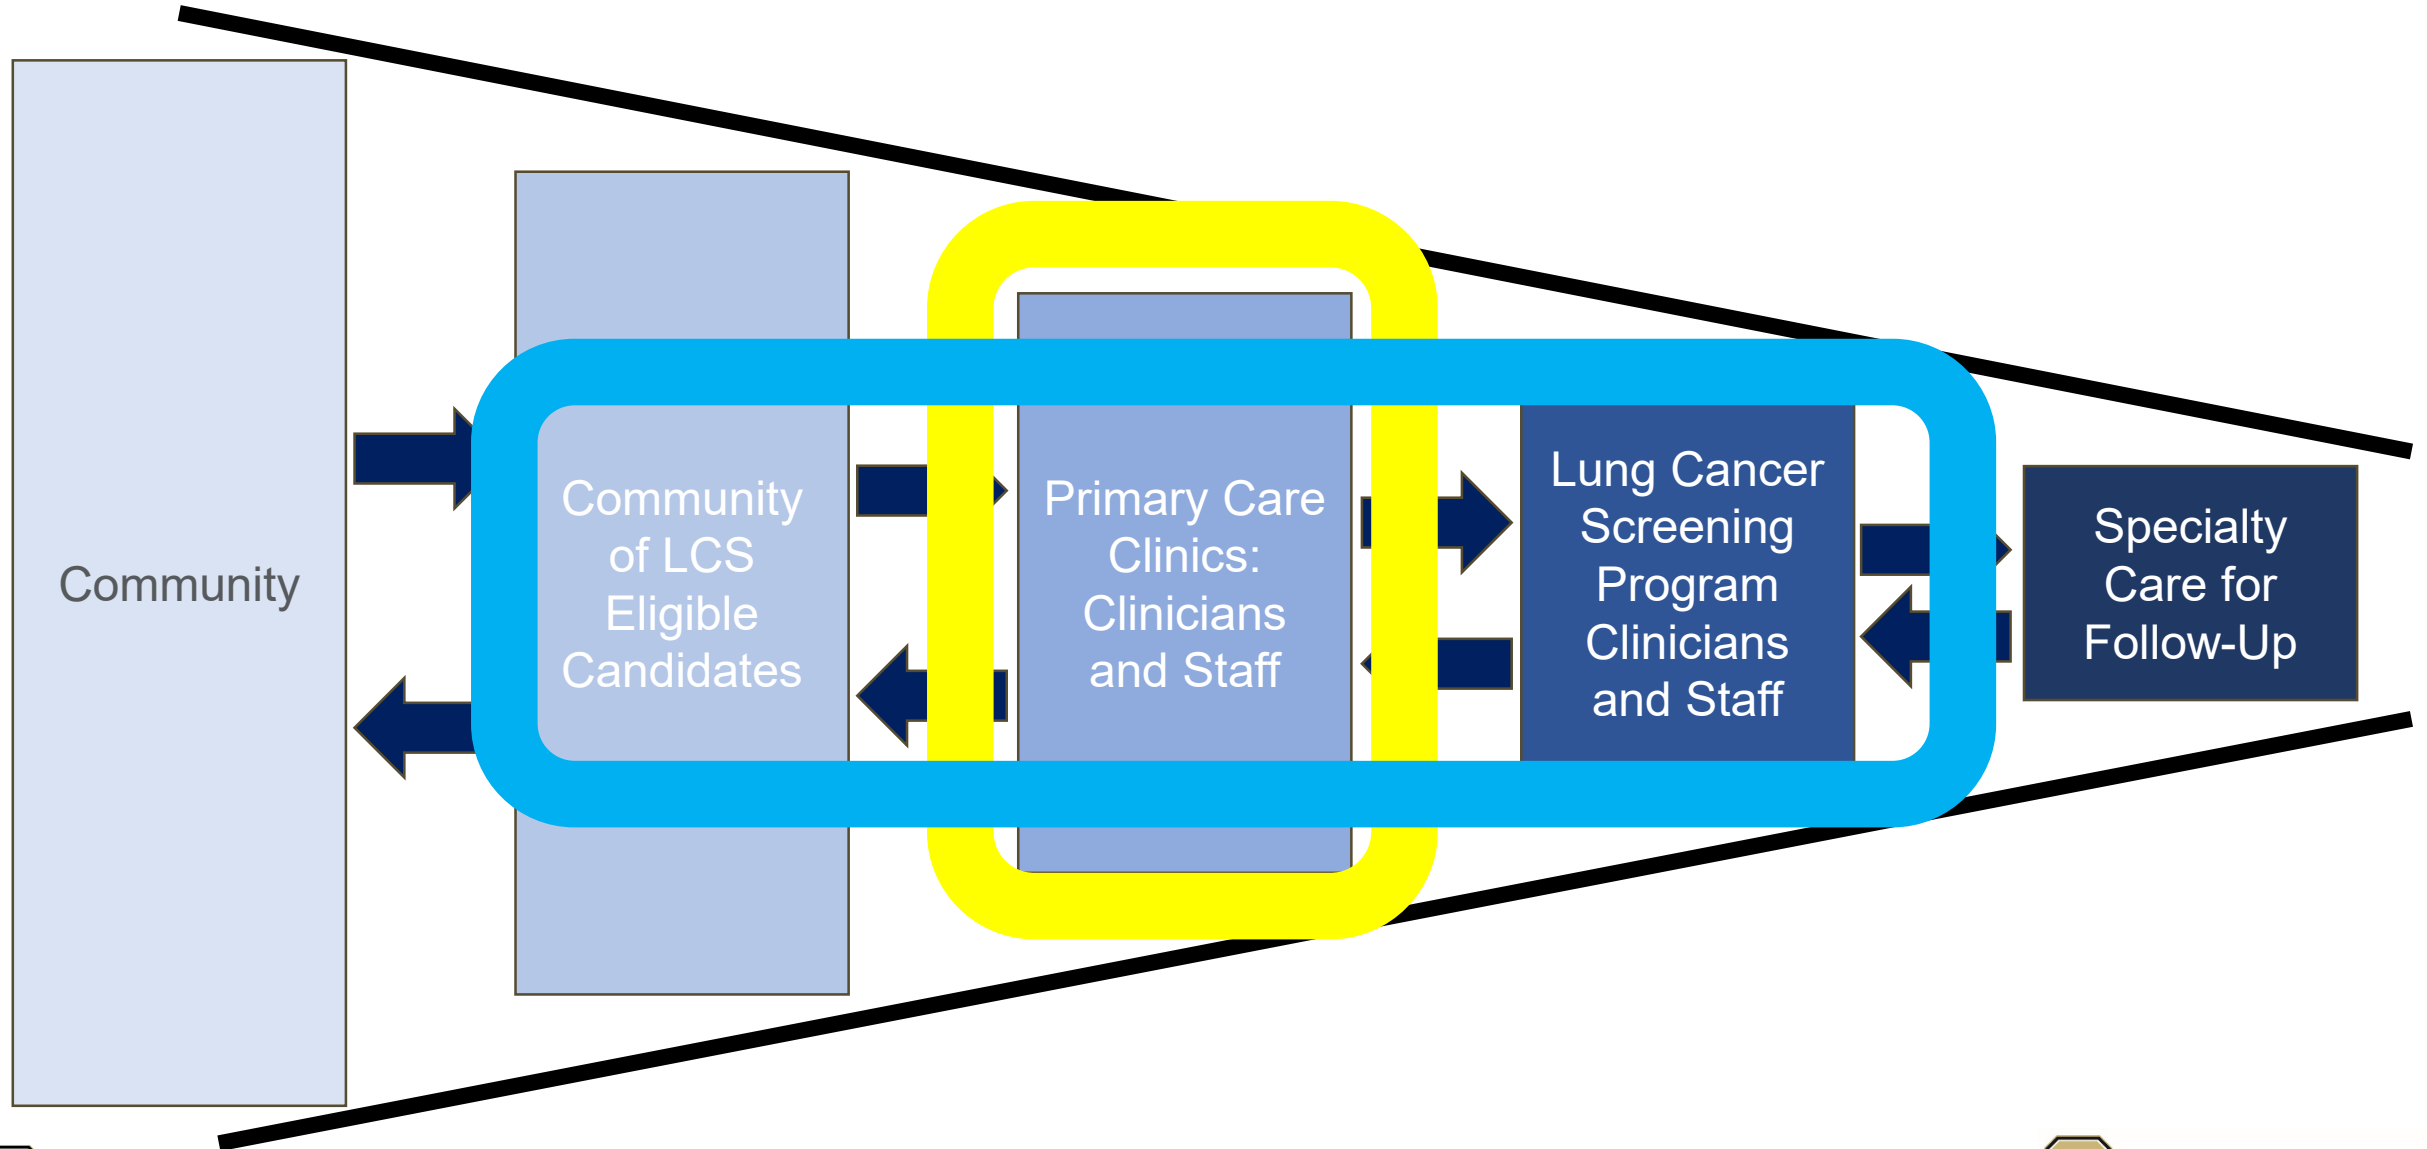 Community
Community
of LCS
Eligible
Candidates
Primary Care
Clinics:
Clinicians
and Staff
Lung Cancer
Screening
Program
Clinicians
and Staff
Specialty
Care for
Follow-Up